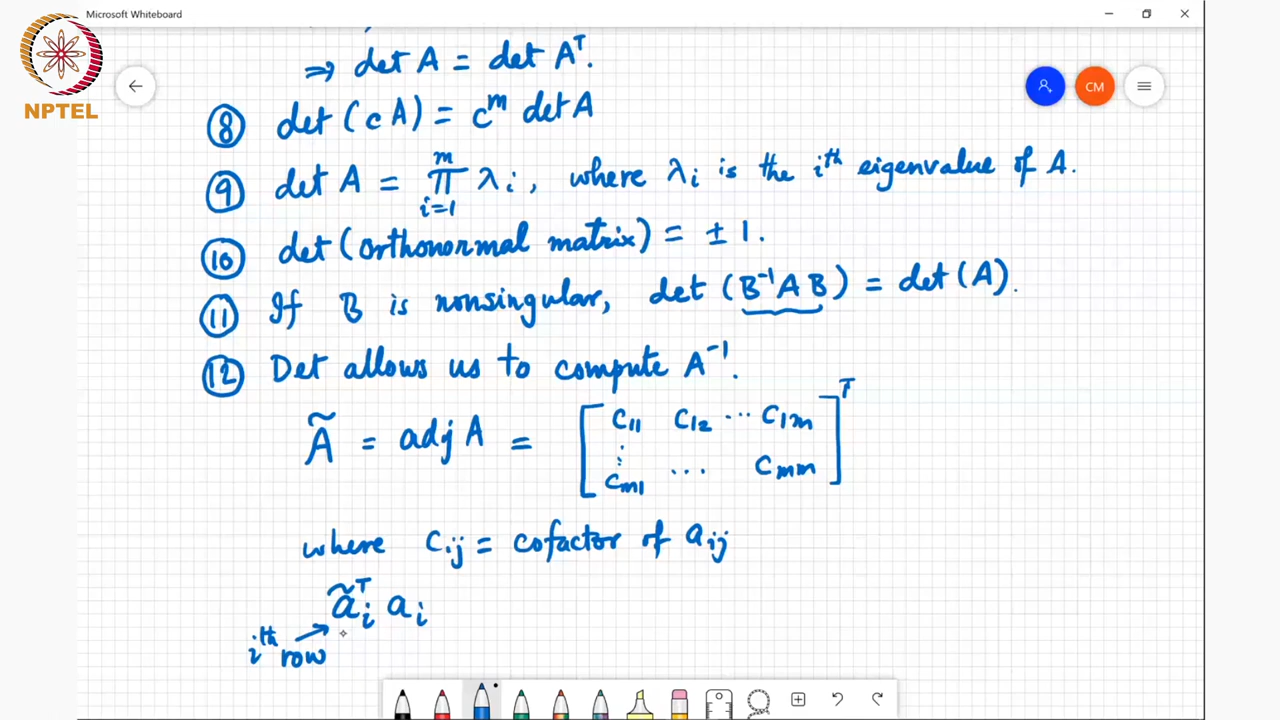 Microsoft Whiteboard
NPTEL
CM
⇒ det A = det Aᵀ.
⑧ det (c A) = cᵐ det A
⑨ det A = ∏ᵢ₌₁ᵐ λᵢ, where λᵢ is the iᵗʰ eigenvalue of A.
⑩ det (orthonormal matrix) = ± 1.
⑪ If B is nonsingular, det (B⁻¹ A B) = det (A).
⑫ Det allows us to compute A⁻¹.
Ã = adj A = [ C₁₁ C₁₂ ⋯ C₁ₘ
⋮
Cₘ₁ ⋯ Cₘₘ ]ᵀ
where Cᵢⱼ = cofactor of aᵢⱼ
ãᵢᵀ aᵢ
iᵗʰ row